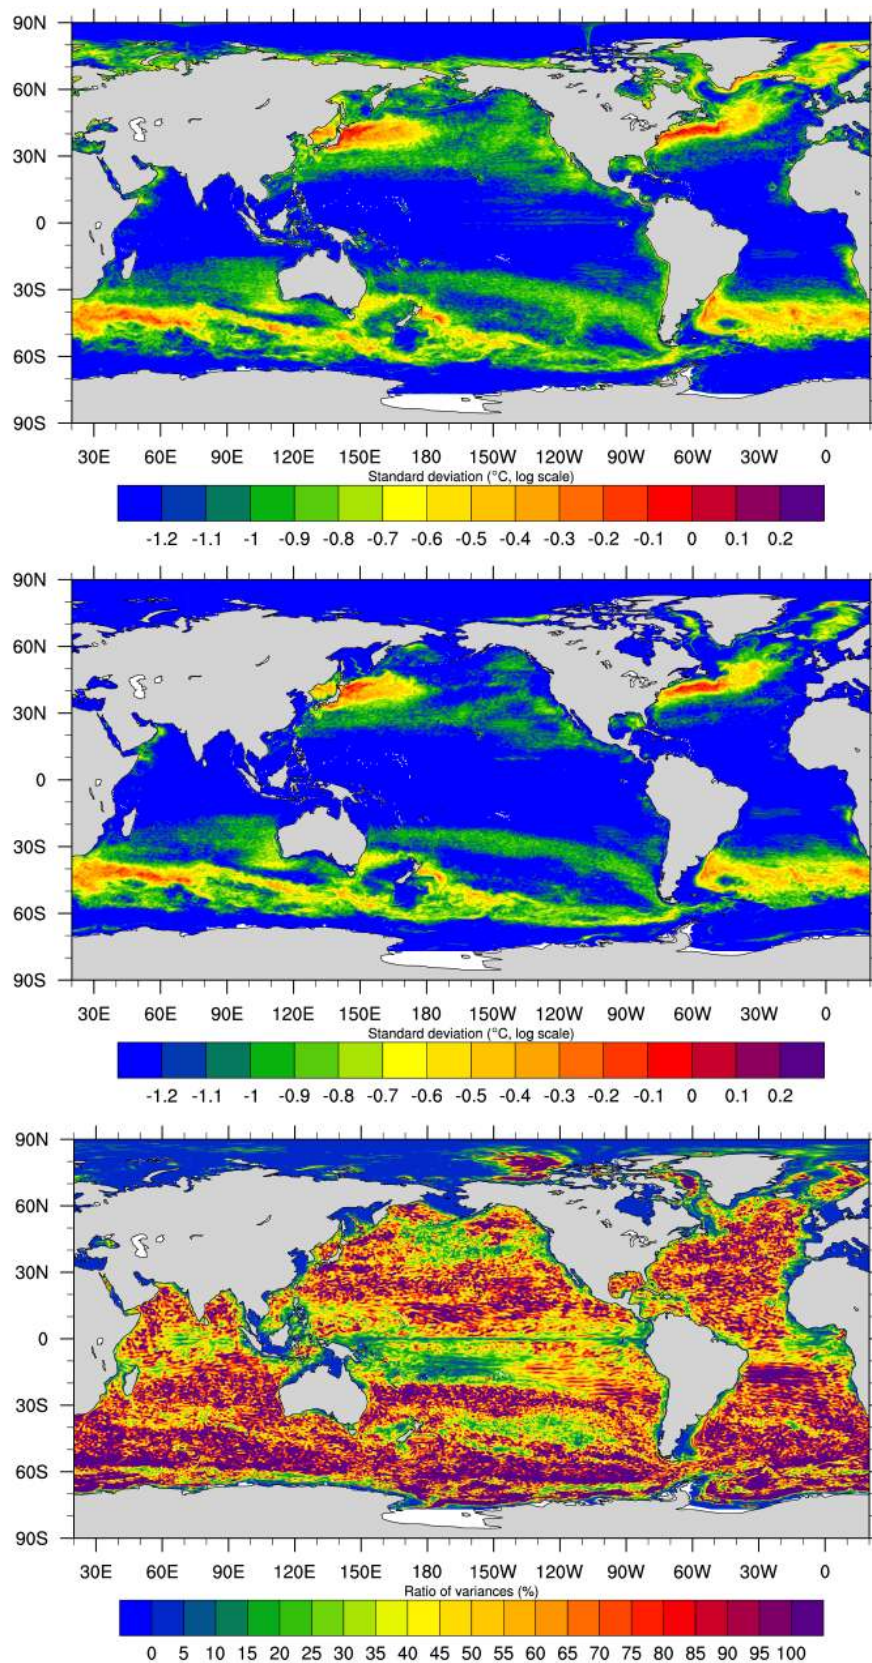 90N
60N
30N
0
30S
60S
90S
30E 60E 90E 120E 150E 180 150W 120W 90W 60W 30W 0
Standard deviation (°C, log scale)
-1.2 -1.1 -1 -0.9 -0.8 -0.7 -0.6 -0.5 -0.4 -0.3 -0.2 -0.1 0 0.1 0.2
90N
60N
30N
0
30S
60S
90S
30E 60E 90E 120E 150E 180 150W 120W 90W 60W 30W 0
Standard deviation (°C, log scale)
-1.2 -1.1 -1 -0.9 -0.8 -0.7 -0.6 -0.5 -0.4 -0.3 -0.2 -0.1 0 0.1 0.2
90N
60N
30N
0
30S
60S
90S
30E 60E 90E 120E 150E 180 150W 120W 90W 60W 30W 0
Ratio of variances (%)
0 5 10 15 20 25 30 35 40 45 50 55 60 65 70 75 80 85 90 95 100